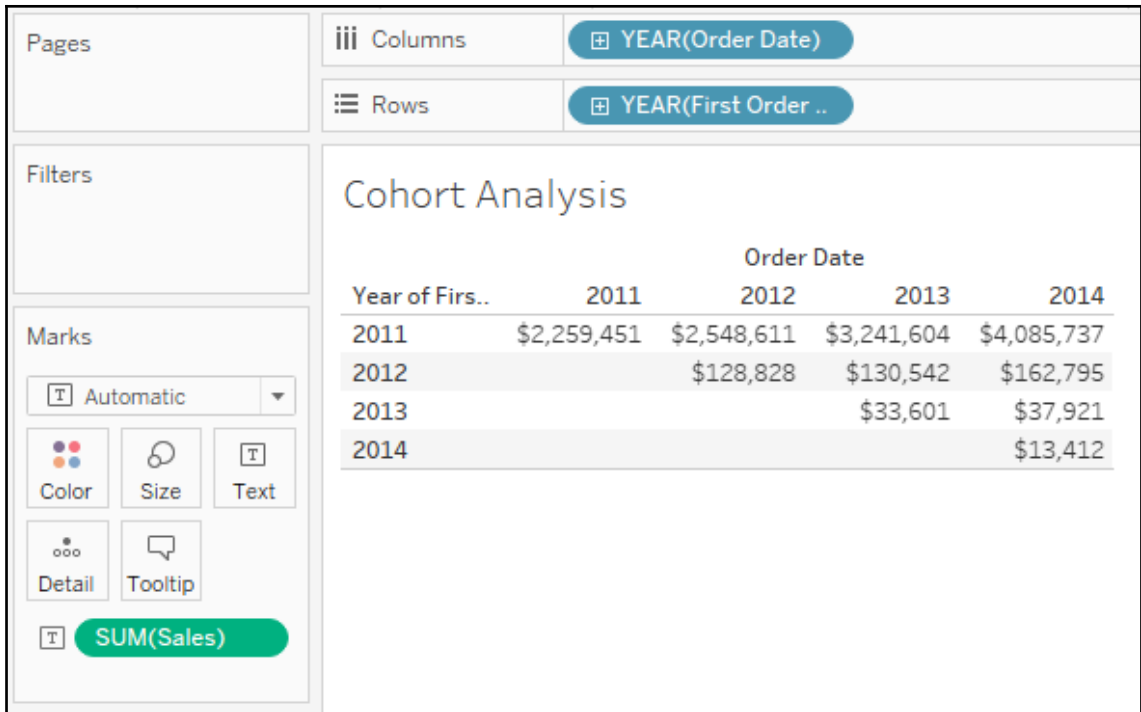 Pages
iii Columns
YEAR(Order Date)
Rows
YEAR(First Order ..
Filters
Cohort Analysis
Order Date
Year of Firs.. 2011 2012 2013 2014
2011 $2,259,451 $2,548,611 $3,241,604 $4,085,737
2012 $128,828 $130,542 $162,795
2013 $33,601 $37,921
2014 $13,412
Marks
T Automatic
T
Color Size Text
Detail Tooltip
T SUM(Sales)